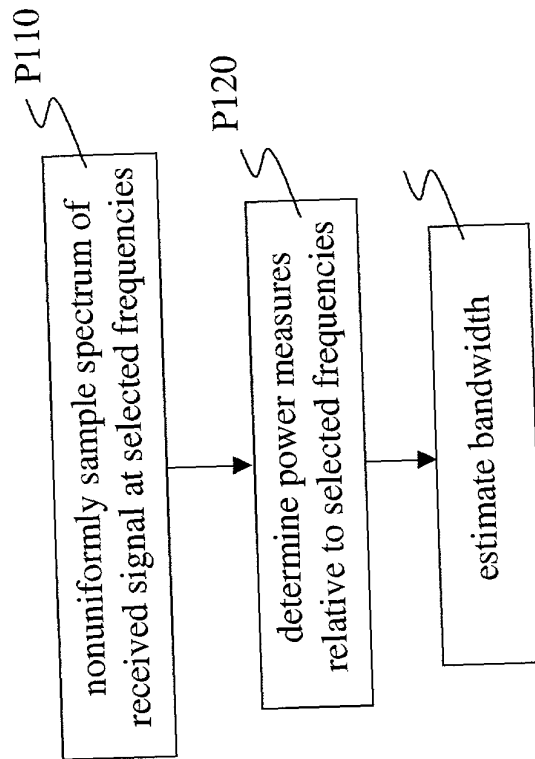 nonuniformly sample spectrum of
received signal at selected frequencies
P110
determine power measures
relative to selected frequencies
P120
estimate bandwidth